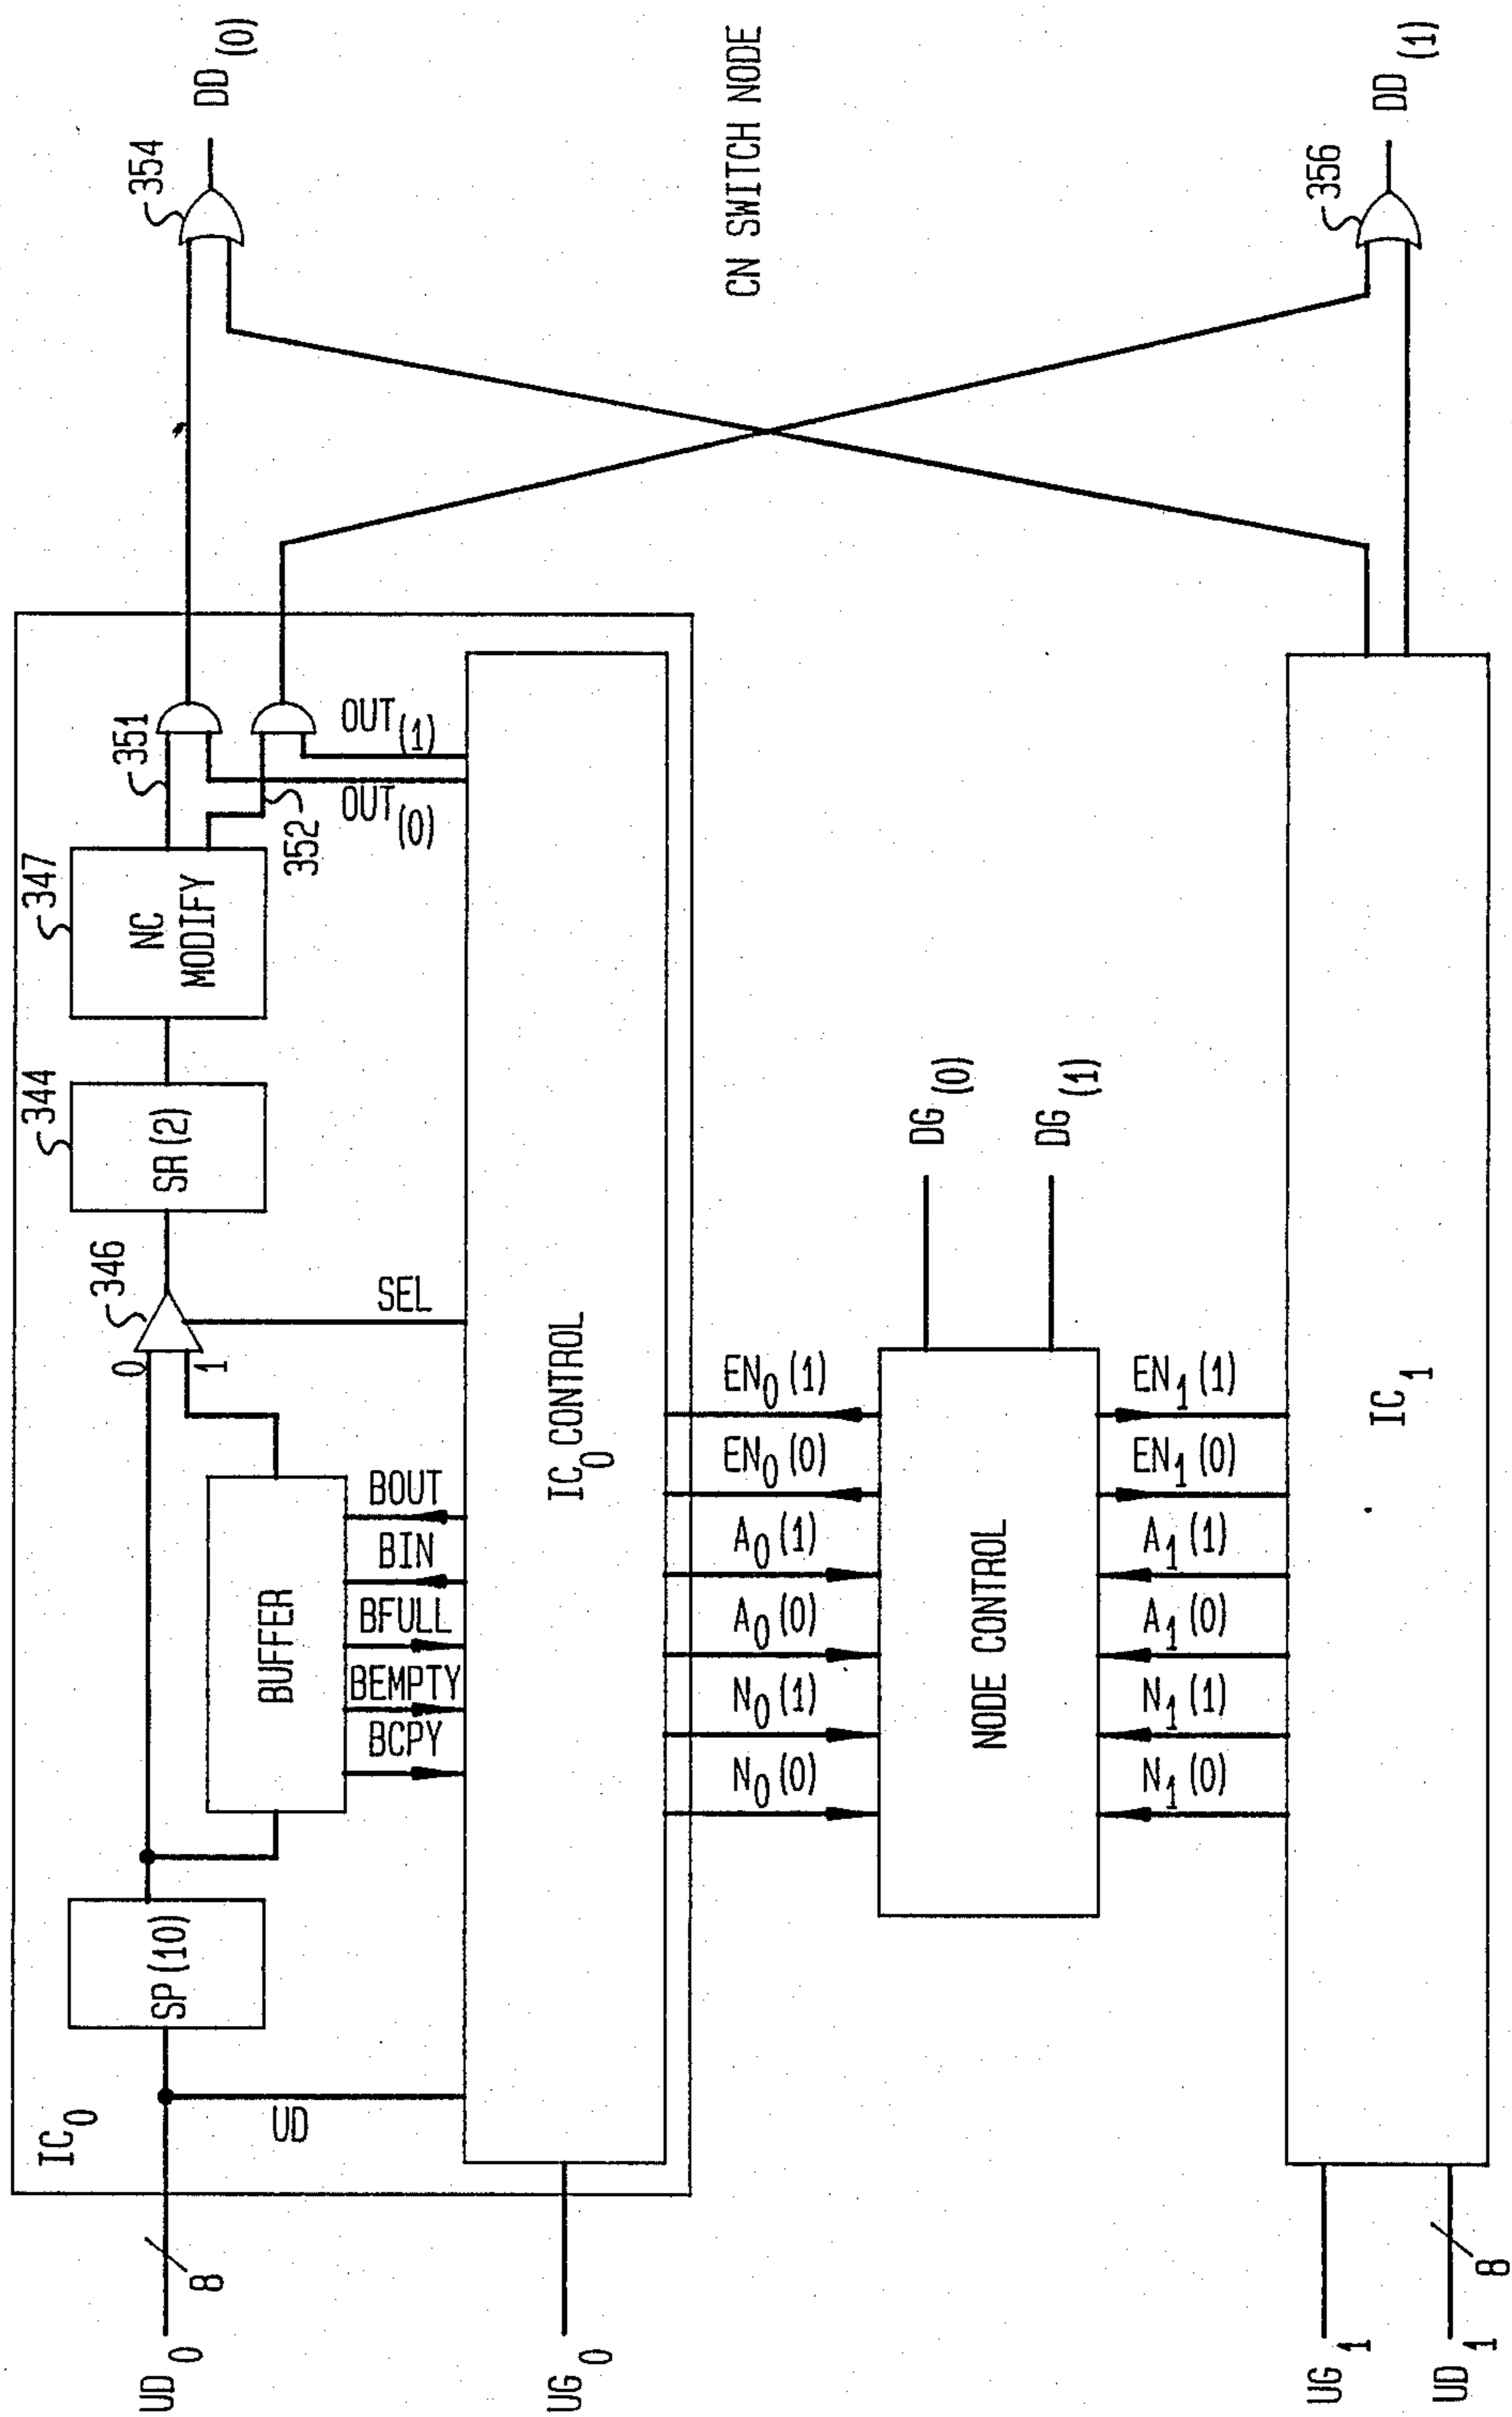 IC0
UD0
8
UD
SP (10)
BUFFER
BCPY
BEMPTY
BFULL
BIN
BOUT
0
1
346
SEL
SR (2)
344
NC
MODIFY
347
351
352
OUT(0)
OUT(1)
354
DD(0)
UG0
IC0 CONTROL
CN SWITCH NODE
N0 (0)
N0 (1)
A0 (0)
A0 (1)
EN0 (0)
EN0 (1)
NODE CONTROL
DG(0)
DG(1)
N1 (0)
N1 (1)
A1 (0)
A1 (1)
EN1 (0)
EN1 (1)
UG1
UD1
8
IC1
356
DD(1)